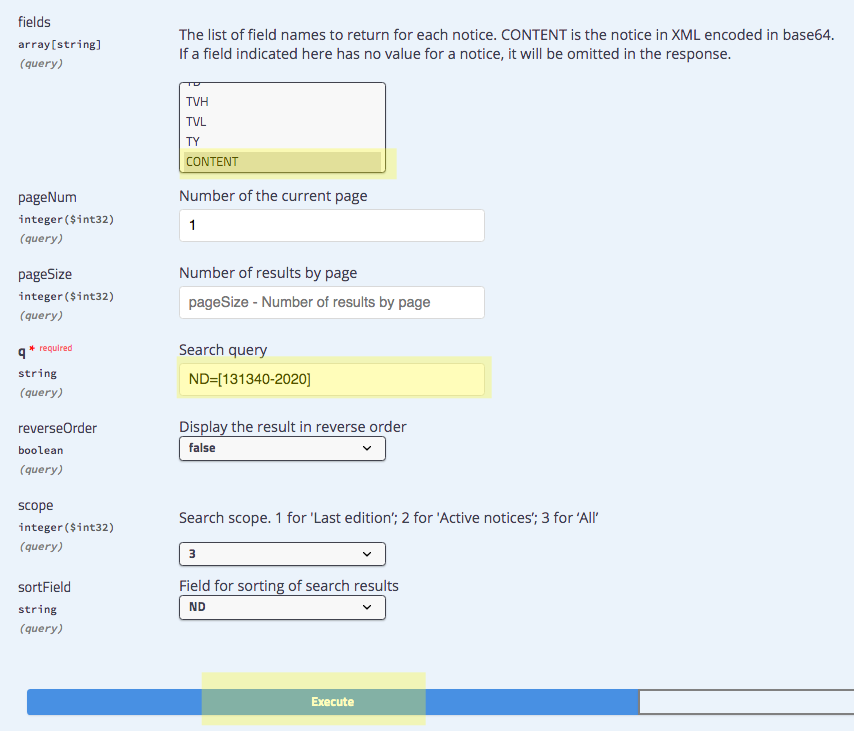 fields
array[string]
(query)
The list of field names to return for each notice. CONTENT is the notice in XML encoded in base64.
If a field indicated here has no value for a notice, it will be omitted in the response.
TVH
TVL
TY
CONTENT
pageNum
integer($int32)
(query)
Number of the current page
1
pageSize
integer($int32)
(query)
Number of results by page
pageSize - Number of results by page
q * required
string
(query)
Search query
ND=[131340-2020]
reverseOrder
boolean
(query)
Display the result in reverse order
false
scope
integer($int32)
(query)
Search scope. 1 for 'Last edition’; 2 for 'Active notices’; 3 for ‘All’
3
sortField
string
(query)
Field for sorting of search results
ND
Execute